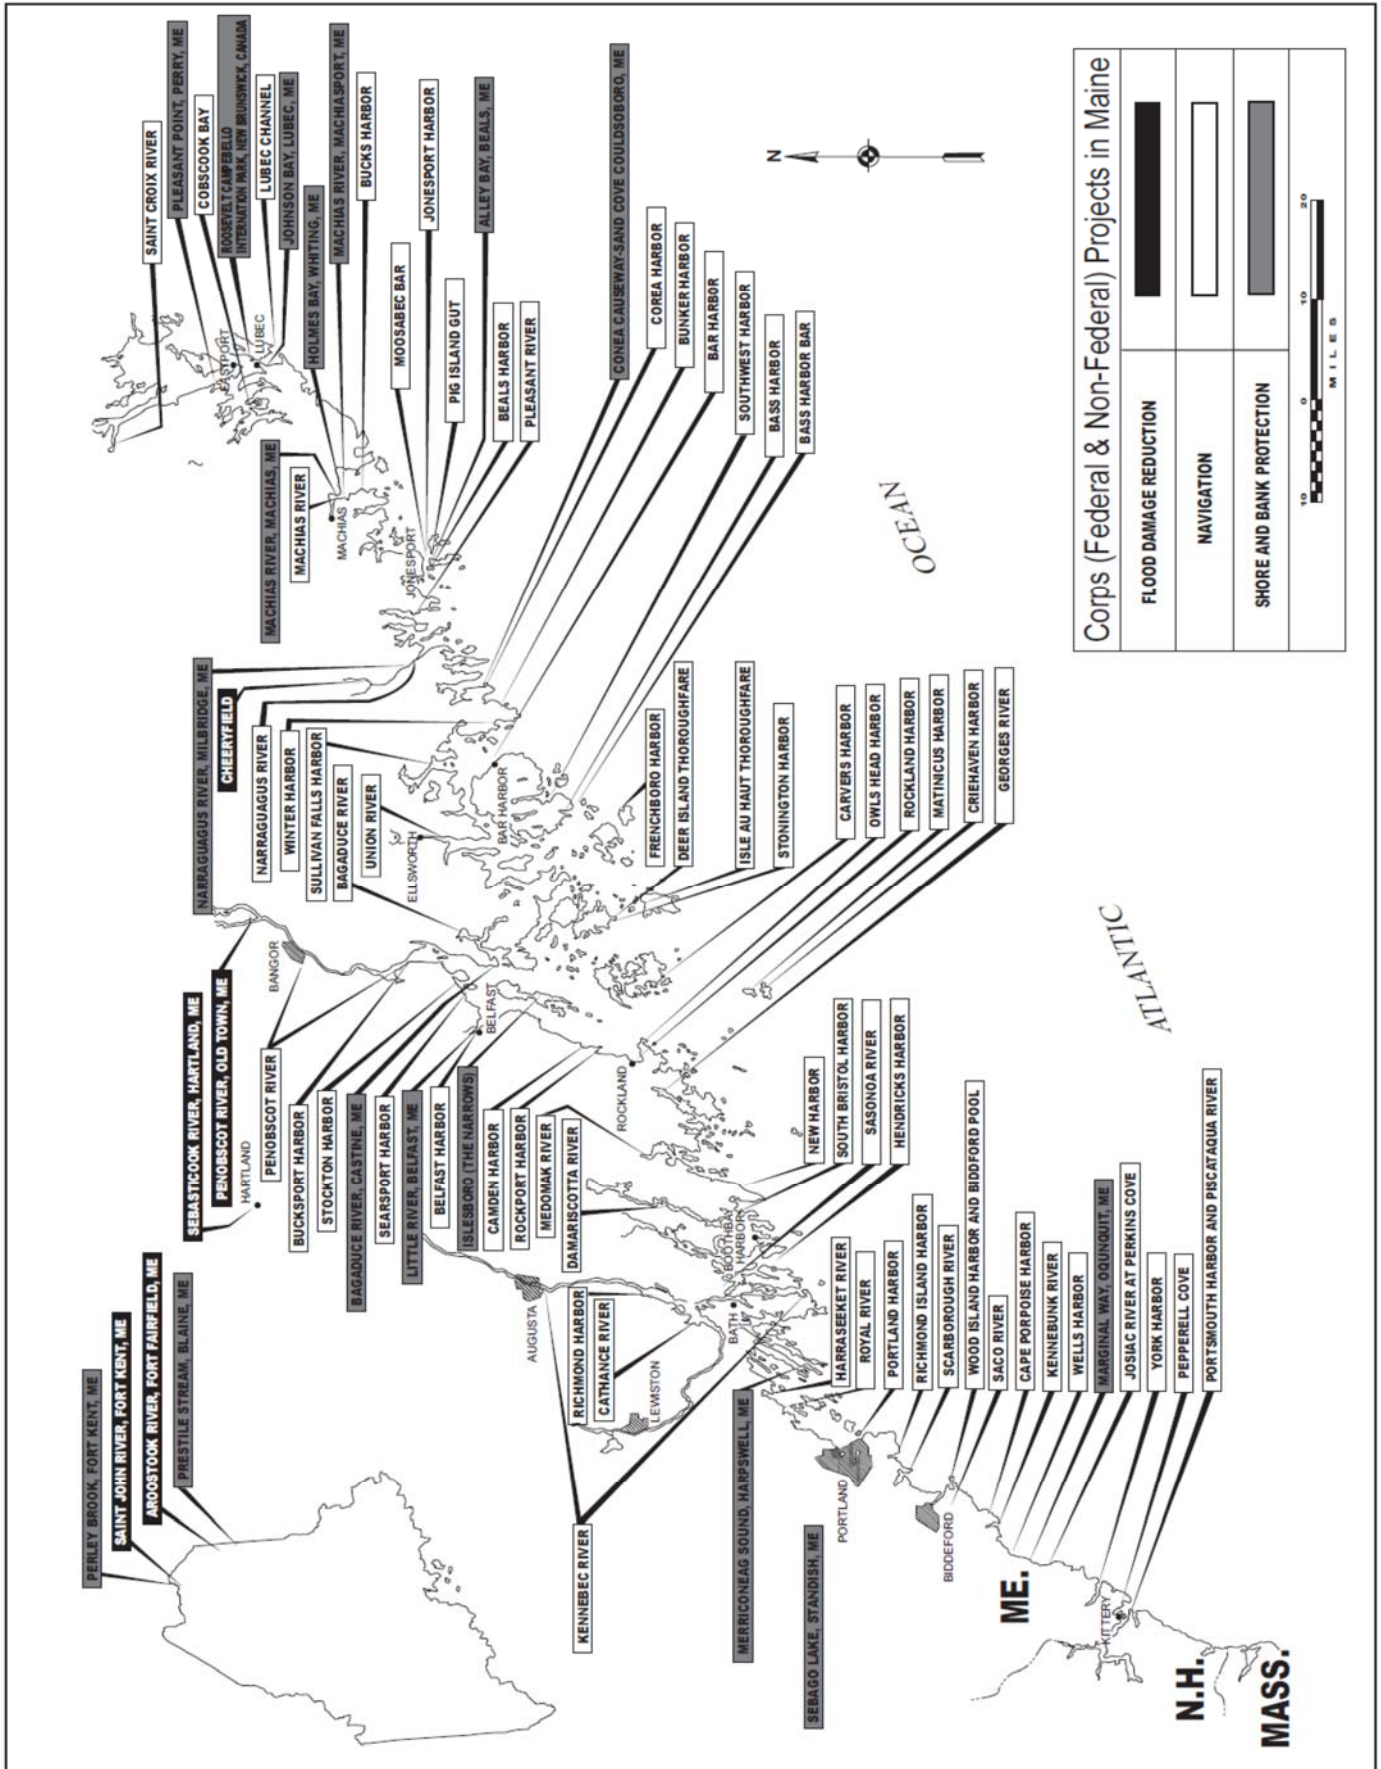 PERLEY BROOK, FORT KENT, ME
SAINT JOHN RIVER, FORT KENT, ME
AROOSTOOK RIVER, FORT FAIRFIELD, ME
PRESTILE STREAM, BLAINE, ME
SEBASTICOOK RIVER, HARTLAND, ME
PENOBSCOT RIVER, OLD TOWN, ME
HARTLAND
NARRAGUAGUS RIVER, MILBRIDGE, ME
CHEERYFIELD
NARRAGUAGUS RIVER
WINTER HARBOR
SULLIVAN FALLS HARBOR
BAGADUCE RIVER
UNION RIVER
ELLSWORTH
BANGOR
BAR HARBOR
MACHIAS RIVER, MACHIAS, ME
MACHIAS RIVER
MACHIAS
JONESPORT
EASTPORT
LUBEC
SAINT CROIX RIVER
PLEASANT POINT, PERRY, ME
COBSCOOK BAY
ROOSEVELT CAMPEBELLO
INTERNATION PARK, NEW BRUNSWICK, CANADA
LUBEC CHANNEL
JOHNSON BAY, LUBEC, ME
HOLMES BAY, WHITING, ME
MACHIAS RIVER, MACHIASPORT, ME
BUCKS HARBOR
MOOSABEC BAR
JONESPORT HARBOR
PIG ISLAND GUT
ALLEY BAY, BEALS, ME
BEALS HARBOR
PLEASANT RIVER
CONEA CAUSEWAY-SAND COVE COULDSOBORO, ME
COREA HARBOR
BUNKER HARBOR
BAR HARBOR
SOUTHWEST HARBOR
BASS HARBOR
BASS HARBOR BAR
PENOBSCOT RIVER
BUCKSPORT HARBOR
STOCKTON HARBOR
BAGADUCE RIVER, CASTINE, ME
SEARSPORT HARBOR
LITTLE RIVER, BELFAST, ME
BELFAST HARBOR
ISLESBORO (THE NARROWS)
CAMDEN HARBOR
ROCKPORT HARBOR
MEDOMAK RIVER
DAMARISCOTTA RIVER
BELFAST
ROCKLAND
FRENCHBORO HARBOR
DEER ISLAND THOROUGHFARE
ISLE AU HAUT THOROUGHFARE
STONINGTON HARBOR
CARVERS HARBOR
OWLS HEAD HARBOR
ROCKLAND HARBOR
MATINICUS HARBOR
CRIEHAVEN HARBOR
GEORGES RIVER
AUGUSTA
RICHMOND HARBOR
CATHANCE RIVER
LEWISTON
KENNEBEC RIVER
BATH
BOOTHBAY
HARBOR
NEW HARBOR
SOUTH BRISTOL HARBOR
SASONOA RIVER
HENDRICKS HARBOR
MERRICONEAG SOUND, HARPSWELL, ME
SEBAGO LAKE, STANDISH, ME
PORTLAND
BIDDEFORD
KITTERY
HARRASEEKET RIVER
ROYAL RIVER
PORTLAND HARBOR
RICHMOND ISLAND HARBOR
SCARBOROUGH RIVER
WOOD ISLAND HARBOR AND BIDDFORD POOL
SACO RIVER
CAPE PORPOISE HARBOR
KENNEBUNK RIVER
WELLS HARBOR
MARGINAL WAY, OQUNQUIT, ME
JOSIAC RIVER AT PERKINS COVE
YORK HARBOR
PEPPERELL COVE
PORTSMOUTH HARBOR AND PISCATAQUA RIVER
ME.
N.H.
MASS.
ATLANTIC
OCEAN
N
Corps (Federal & Non-Federal) Projects in Maine
FLOOD DAMAGE REDUCTION
NAVIGATION
SHORE AND BANK PROTECTION
10 0 10 20
MILES